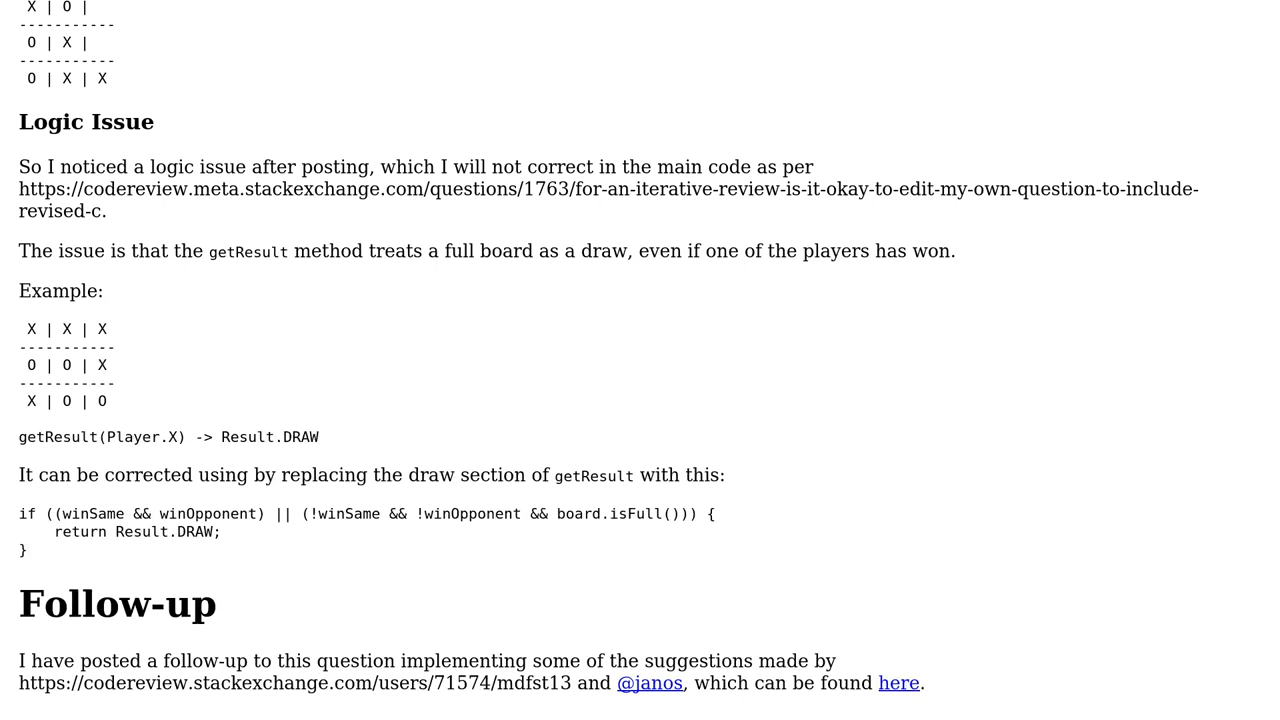 X | O |
-----------
O | X |
-----------
O | X | X
Logic Issue
So I noticed a logic issue after posting, which I will not correct in the main code as per
https://codereview.meta.stackexchange.com/questions/1763/for-an-iterative-review-is-it-okay-to-edit-my-own-question-to-include-
revised-c.
The issue is that the getResult method treats a full board as a draw, even if one of the players has won.
Example:
X | X | X
-----------
O | O | X
-----------
X | O | O
getResult(Player.X) -> Result.DRAW
It can be corrected using by replacing the draw section of getResult with this:
if ((winSame && winOpponent) || (!winSame && !winOpponent && board.isFull())) {
    return Result.DRAW;
}
Follow-up
I have posted a follow-up to this question implementing some of the suggestions made by
https://codereview.stackexchange.com/users/71574/mdfst13 and @janos, which can be found here.